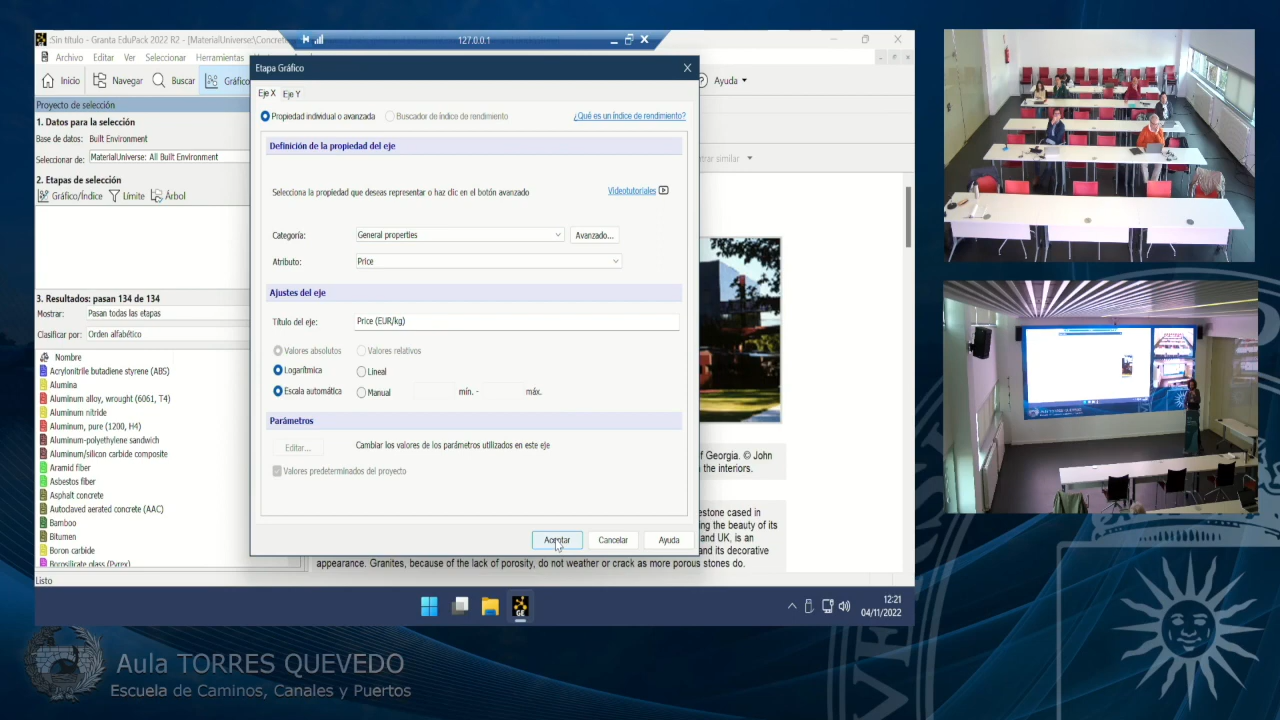 :Sin título - Granta EduPack 2022 R2 - [MaterialUniverse:\Concrete
127.0.0.1
Archivo Editar Ver Seleccionar Herramientas
Inicio Navegar Buscar Gráfico Ayuda
Proyecto de selección
1. Datos para la selección
Base de datos: Built Environment
Seleccionar de: MaterialUniverse: All Built Environment
2. Etapas de selección
Gráfico/Índice Límite Árbol
3. Resultados: pasan 134 de 134
Mostrar: Pasan todas las etapas
Clasificar por: Orden alfabético
Nombre
Acrylonitrile butadiene styrene (ABS)
Alumina
Aluminum alloy, wrought (6061, T4)
Aluminum nitride
Aluminum, pure (1200, H4)
Aluminum-polyethylene sandwich
Aluminum/silicon carbide composite
Aramid fiber
Asbestos fiber
Asphalt concrete
Autoclaved aerated concrete (AAC)
Bamboo
Bitumen
Boron carbide
Borosilicate glass (Pyrex)
Listo
Etapa Gráfico
Eje X Eje Y
Propiedad individual o avanzada Buscador de índice de rendimiento ¿Qué es un índice de rendimiento?
Definición de la propiedad del eje
Selecciona la propiedad que deseas representar o haz clic en el botón avanzado Videotutoriales
Categoría: General properties Avanzado...
Atributo: Price
Ajustes del eje
Título del eje: Price (EUR/kg)
Valores absolutos Valores relativos
Logarítmica Lineal
Escala automática Manual mín. - máx.
Parámetros
Editar... Cambiar los valores de los parámetros utilizados en este eje
Valores predeterminados del proyecto
Aceptar Cancelar Ayuda
trar similar
of Georgia. © John
the interiors.
estone cased in
ng the beauty of its
and UK, is an
and its decorative
appearance. Granites, because of the lack of porosity, do not weather or crack as more porous stones do.
GE
12:21
04/11/2022
Aula TORRES QUEVEDO
Escuela de Caminos, Canales y Puertos